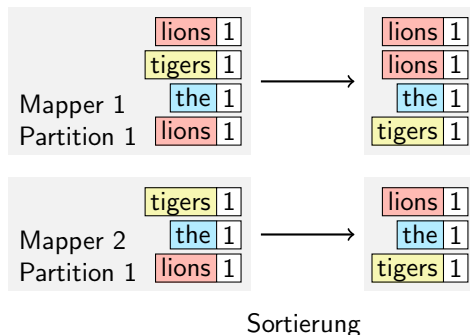 lions 1
tigers 1
the 1
lions 1
Mapper 1
Partition 1
lions 1
lions 1
the 1
tigers 1
tigers 1
the 1
lions 1
Mapper 2
Partition 1
lions 1
the 1
tigers 1
Sortierung